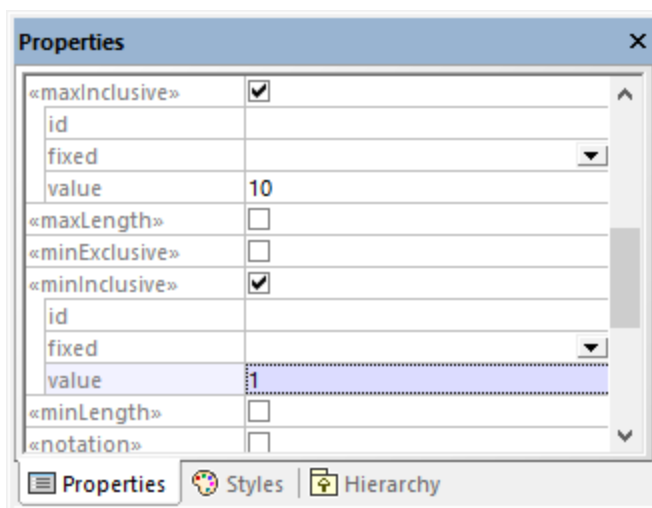 Properties
«maxInclusive»
id
fixed
value 10
«maxLength»
«minExclusive»
«minInclusive»
id
fixed
value 1
«minLength»
«notation»
Properties Styles Hierarchy